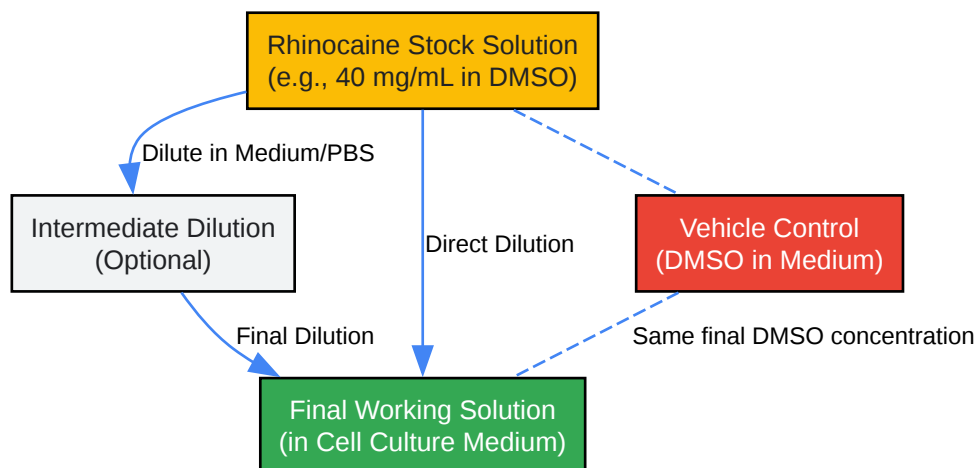 Rhinocaine Stock Solution
(e.g., 40 mg/mL in DMSO)
Dilute in Medium/PBS
Intermediate Dilution
(Optional)
Direct Dilution
Vehicle Control
(DMSO in Medium)
Final Dilution
Same final DMSO concentration
Final Working Solution
(in Cell Culture Medium)